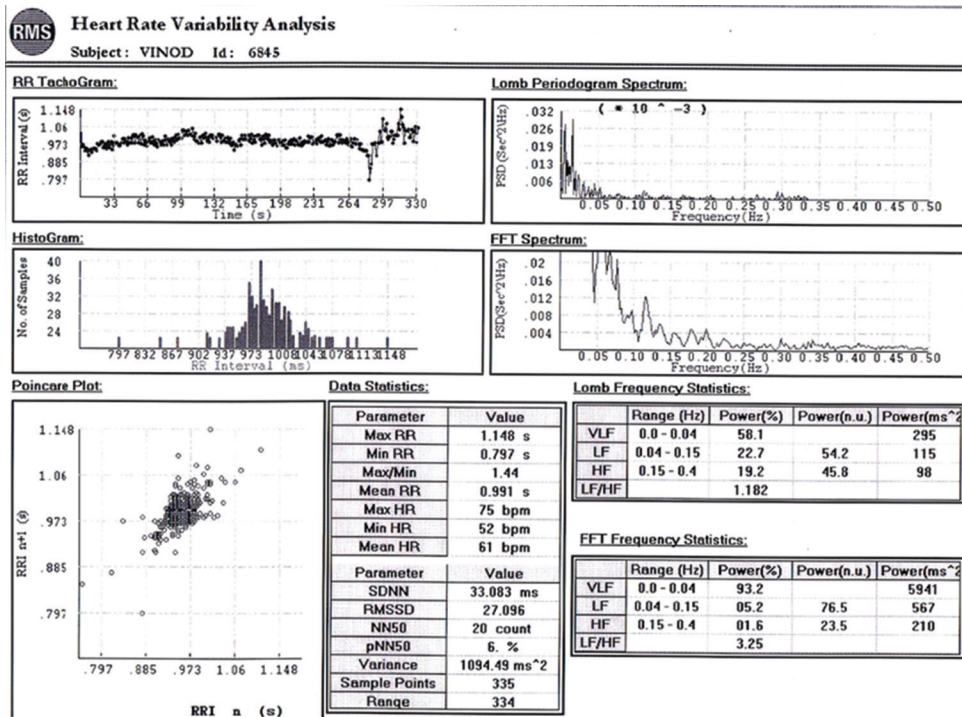 RMS
Heart Rate Variability Analysis
Subject: VINOD Id: 6845
RR TachoGram:
RR Interval (s)
1.148
1.06
.973
.885
.797
33 66 99 132 165 198 231 264 297 330
Time (s)
Lomb Periodogram Spectrum:
( * 10 ^ -3 )
PSD (Sec^2\Hz)
.032
.026
.019
.013
.006
0.05 0.10 0.15 0.20 0.25 0.30 0.35 0.40 0.45 0.50
Frequency(Hz)
HistoGram:
No. of Samples
40
36
32
28
24
797 832 867 902 937 973 1008 1043 1078 1113 1148
RR Interval (ms)
FFT Spectrum:
PSD(Sec^2\Hz)
.02
.016
.012
.008
.004
0.05 0.10 0.15 0.20 0.25 0.30 0.35 0.40 0.45 0.50
Frequency(Hz)
Poincare Plot:
RRI n+1 (s)
1.148
1.06
.973
.885
.797
.797 .885 .973 1.06 1.148
RRI n (s)
Data Statistics:
Parameter Value
Max RR 1.148 s
Min RR 0.797 s
Max/Min 1.44
Mean RR 0.991 s
Max HR 75 bpm
Min HR 52 bpm
Mean HR 61 bpm
Parameter Value
SDNN 33.083 ms
RMSSD 27.096
NN50 20 count
pNN50 6. %
Variance 1094.49 ms^2
Sample Points 335
Range 334
Lomb Frequency Statistics:
Range (Hz) Power(%) Power(n.u.) Power(ms^2
VLF 0.0 - 0.04 58.1 295
LF 0.04 - 0.15 22.7 54.2 115
HF 0.15 - 0.4 19.2 45.8 98
LF/HF 1.182
FFT Frequency Statistics:
Range (Hz) Power(%) Power(n.u.) Power(ms^2
VLF 0.0 - 0.04 93.2 5941
LF 0.04 - 0.15 05.2 76.5 567
HF 0.15 - 0.4 01.6 23.5 210
LF/HF 3.25